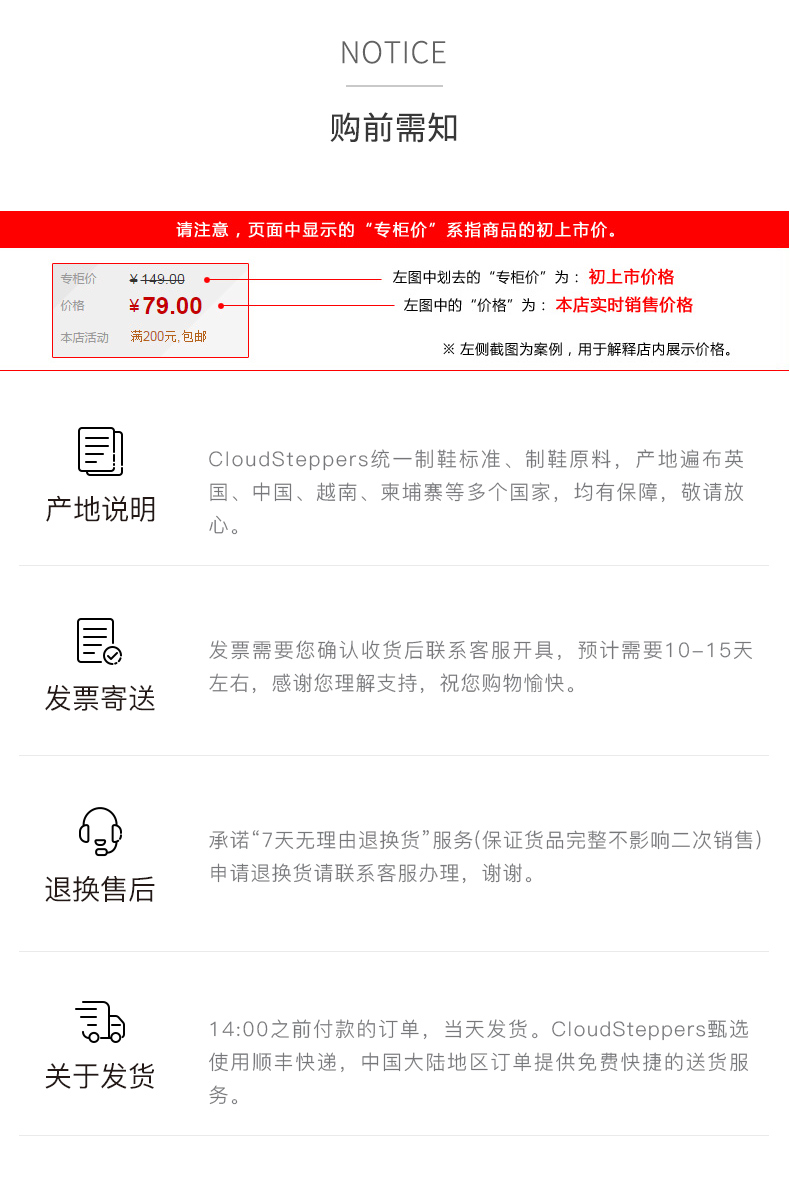 NOTICE
购前需知
请注意，页面中显示的“专柜价”系指商品的初上市价。
专柜价 ¥149.00
左图中划去的“专柜价”为：初上市价格
价格 ¥79.00
左图中的“价格”为：本店实时销售价格
本店活动 满200元,包邮
※ 左侧截图为案例，用于解释店内展示价格。
产地说明
CloudSteppers统一制鞋标准、制鞋原料，产地遍布英
国、中国、越南、柬埔寨等多个国家，均有保障，敬请放
心。
发票寄送
发票需要您确认收货后联系客服开具，预计需要10-15天
左右，感谢您理解支持，祝您购物愉快。
退换售后
承诺“7天无理由退换货”服务(保证货品完整不影响二次销售)
申请退换货请联系客服办理，谢谢。
关于发货
14:00之前付款的订单，当天发货。CloudSteppers甄选
使用顺丰快递，中国大陆地区订单提供免费快捷的送货服
务。